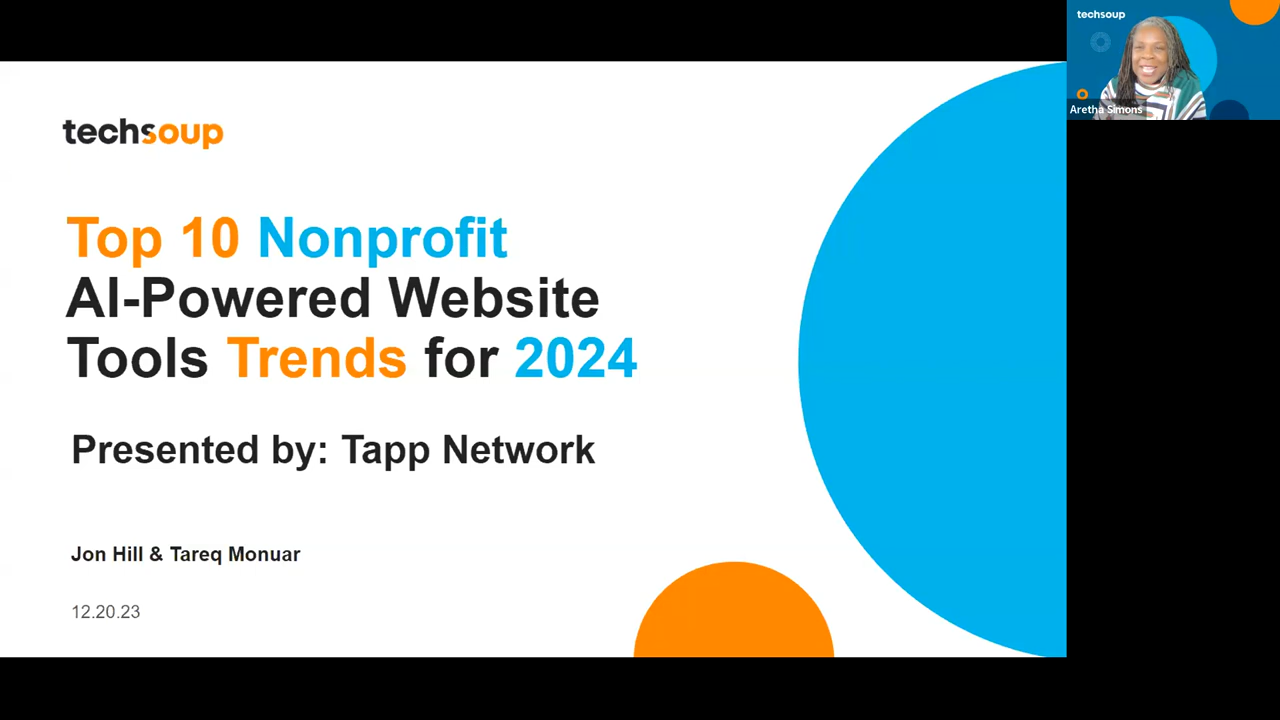 techsoup
Top 10 Nonprofit
AI-Powered Website
Tools Trends for 2024
Presented by: Tapp Network
Jon Hill & Tareq Monuar
12.20.23
techsoup
Aretha Simons